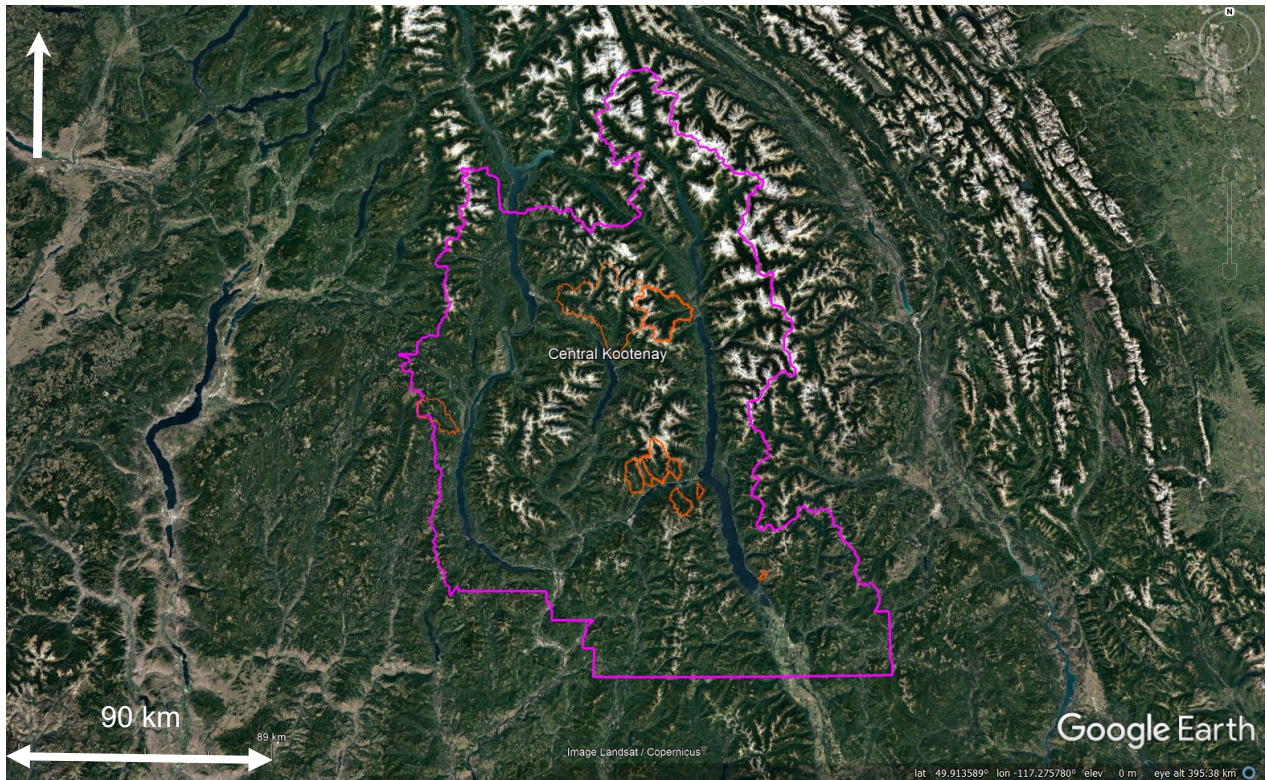 N
Central Kootenay
90 km
89 km
Google Earth
Image Landsat / Copernicus
lat 49.913589° lon -117.275780° elev 0 m eye alt 395.38 km